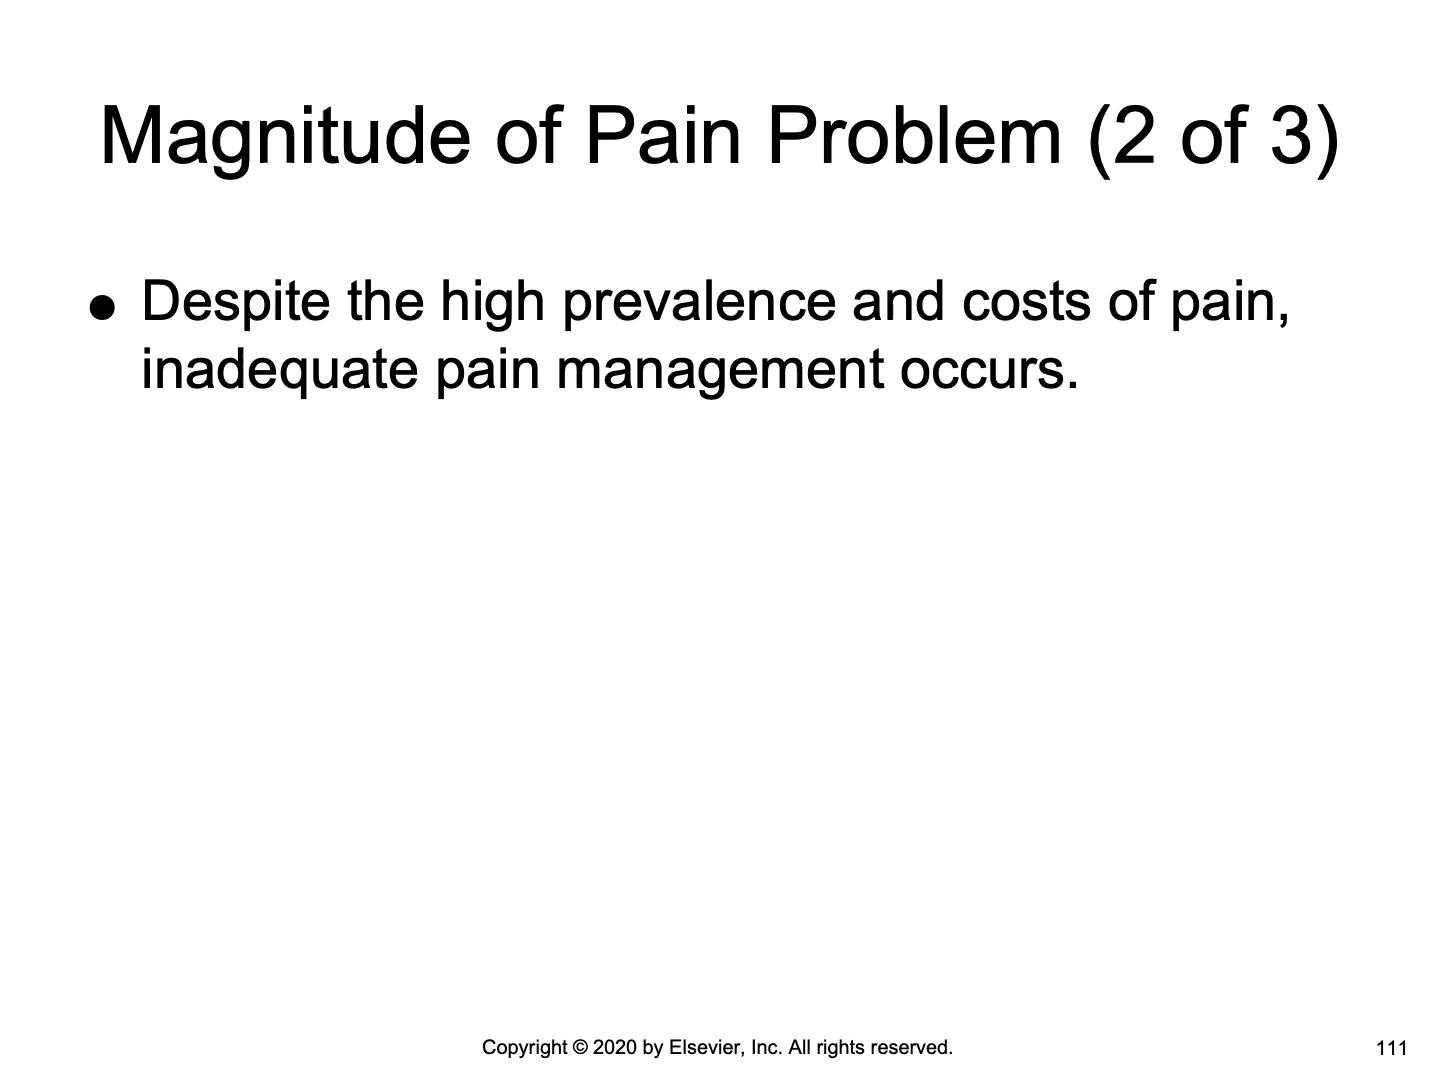 Magnitude of Pain Problem (2 of 3)
● Despite the high prevalence and costs of pain,
inadequate pain management occurs.
Copyright © 2020 by Elsevier, Inc. All rights reserved.
111